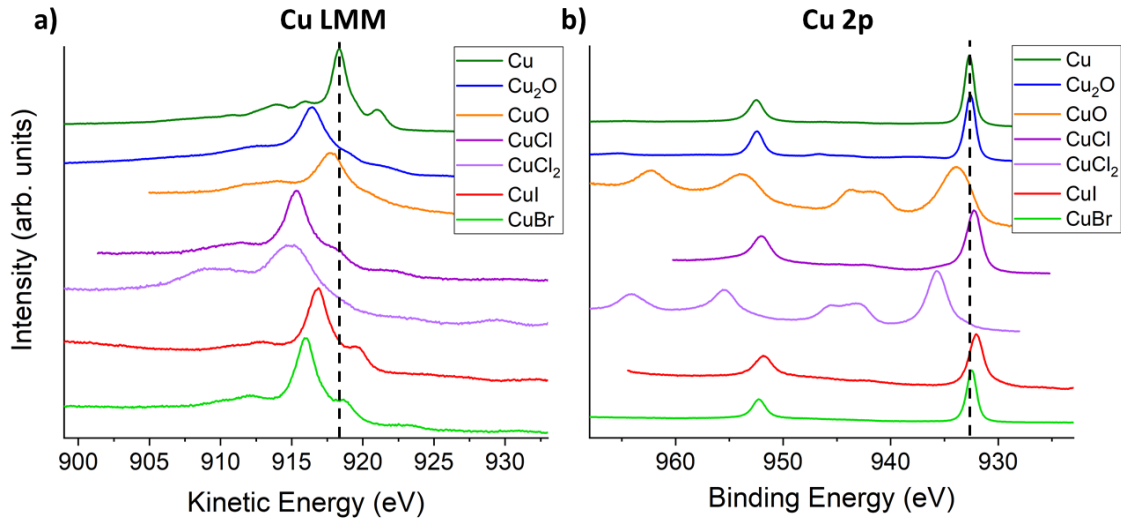 a)
Cu LMM
Intensity (arb. units)
Cu
Cu₂O
CuO
CuCl
CuCl₂
CuI
CuBr
900 905 910 915 920 925 930
Kinetic Energy (eV)
b)
Cu 2p
Cu
Cu₂O
CuO
CuCl
CuCl₂
CuI
CuBr
960 950 940 930
Binding Energy (eV)